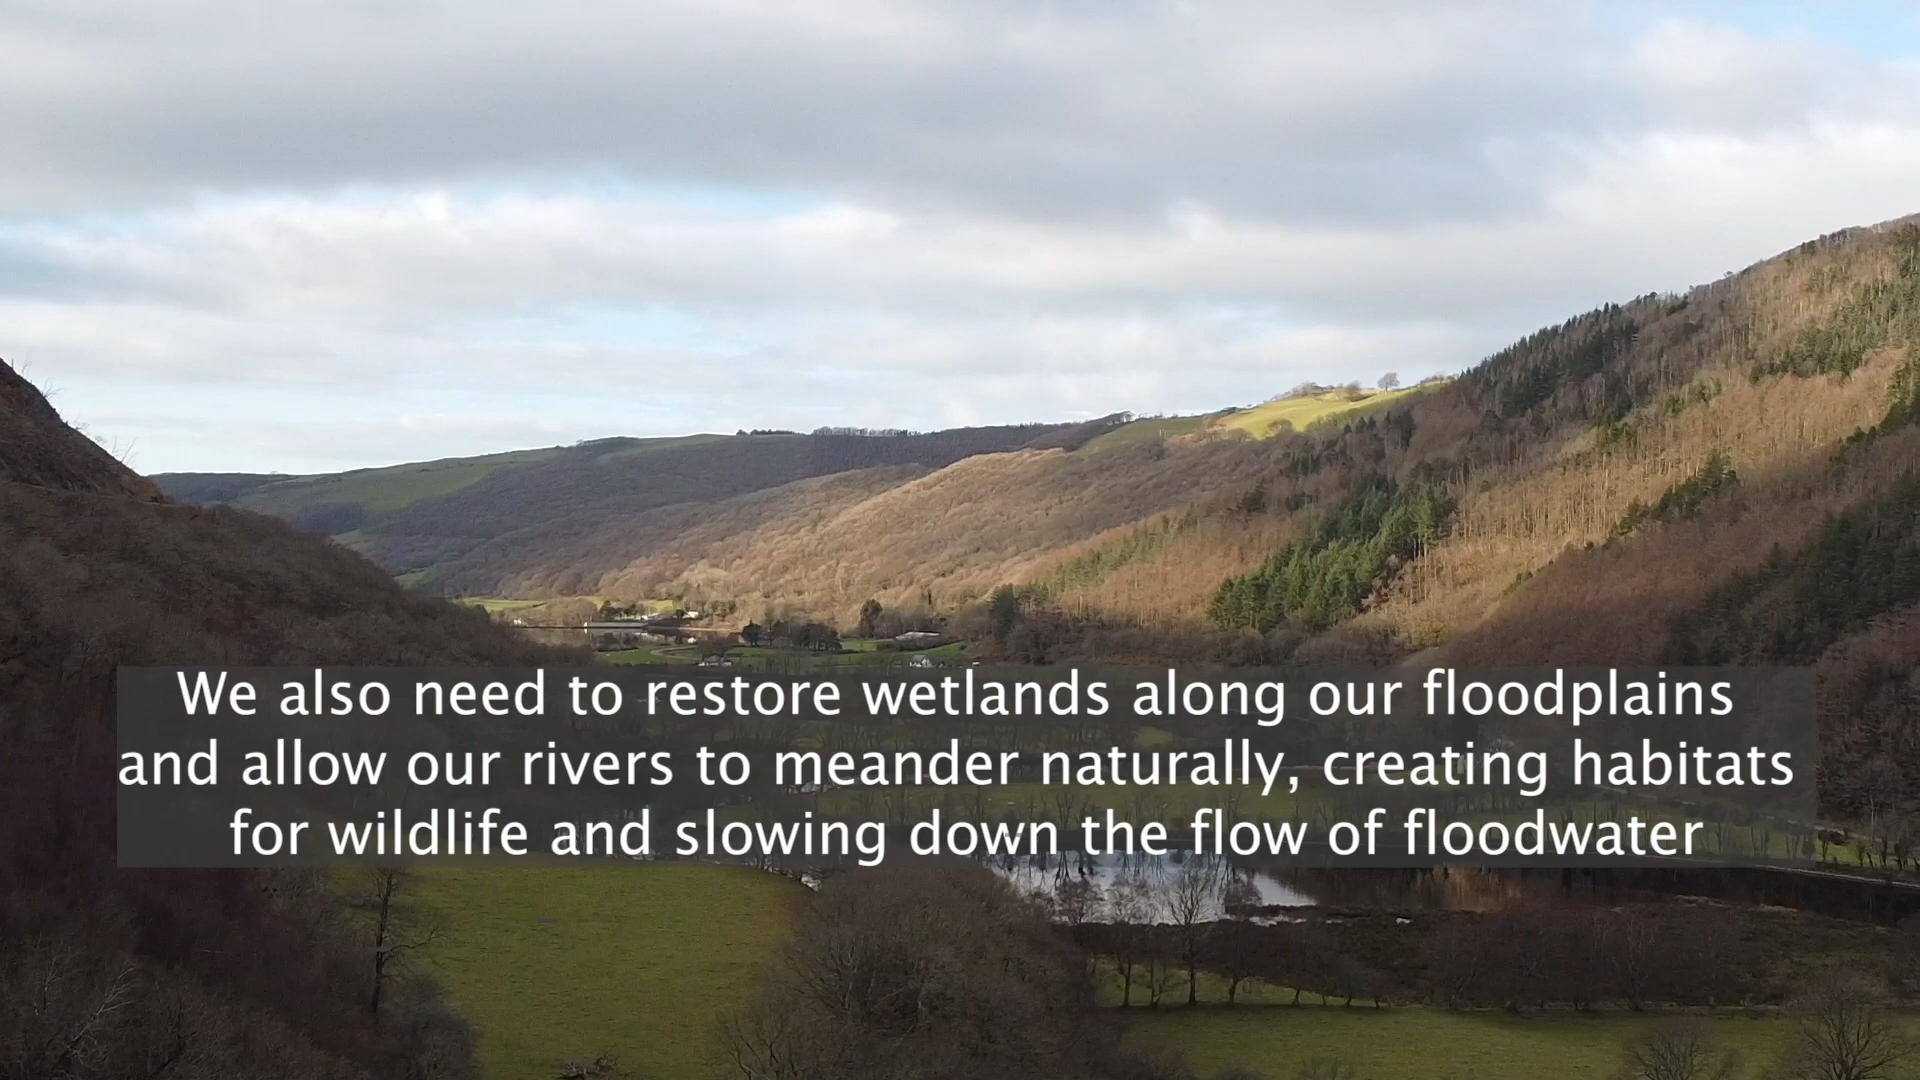 We also need to restore wetlands along our floodplains
and allow our rivers to meander naturally, creating habitats
for wildlife and slowing down the flow of floodwater